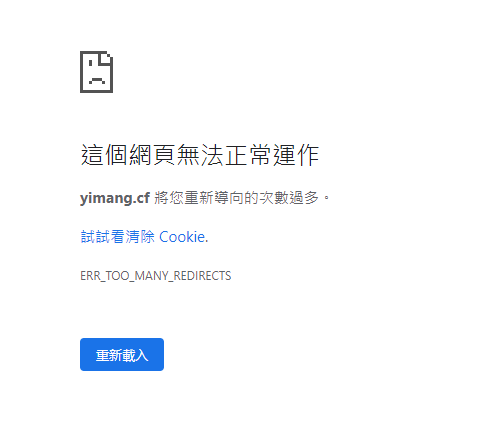 這個網頁無法正常運作
yimang.cf 將您重新導向的次數過多。
試試看清除 Cookie.
ERR_TOO_MANY_REDIRECTS
重新載入